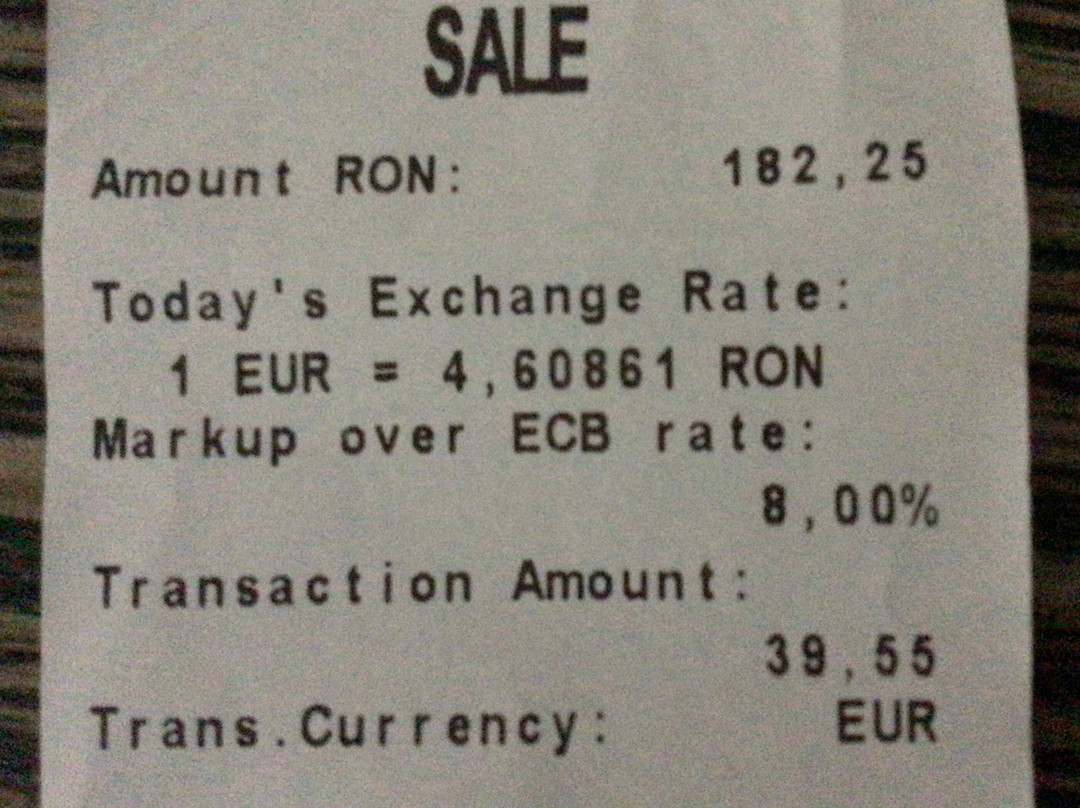 SALE
Amount RON: 182,25
Today's Exchange Rate:
1 EUR = 4,60861 RON
Markup over ECB rate:
8,00%
Transaction Amount:
39,55
Trans.Currency: EUR